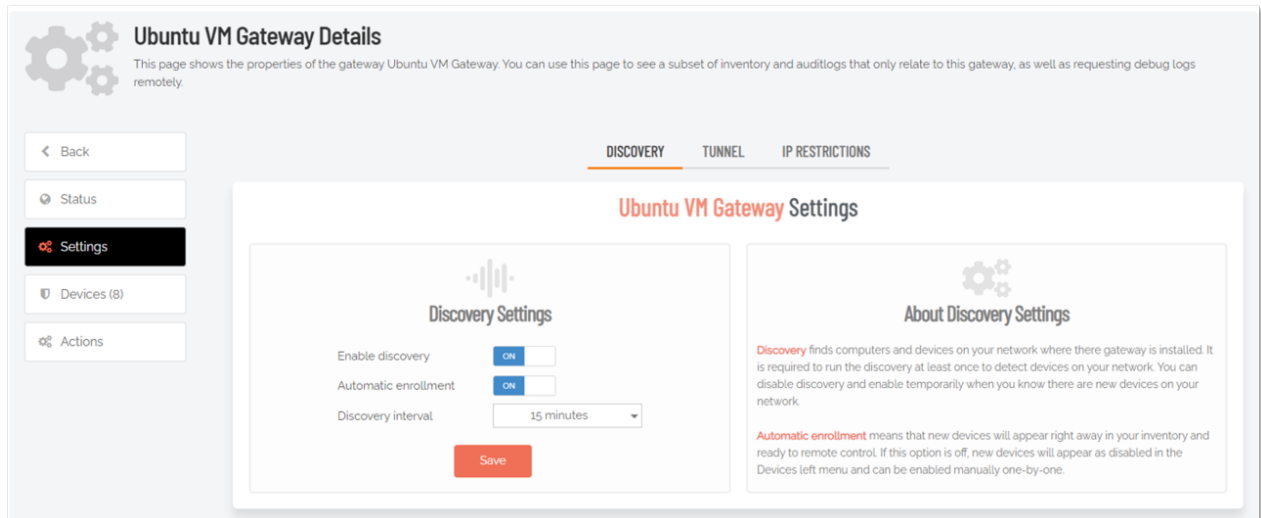 Ubuntu VM Gateway Details
This page shows the properties of the gateway Ubuntu VM Gateway. You can use this page to see a subset of inventory and auditlogs that only relate to this gateway, as well as requesting debug logs
remotely.
Back
Status
Settings
Devices (8)
Actions
DISCOVERY TUNNEL IP RESTRICTIONS
Ubuntu VM Gateway Settings
Discovery Settings
Enable discovery ON
Automatic enrollment ON
Discovery interval 15 minutes
Save
About Discovery Settings
Discovery finds computers and devices on your network where there gateway is installed. It
is required to run the discovery at least once to detect devices on your network. You can
disable discovery and enable temporarily when you know there are new devices on your
network.
Automatic enrollment means that new devices will appear right away in your inventory and
ready to remote control. If this option is off, new devices will appear as disabled in the
Devices left menu and can be enabled manually one-by-one.